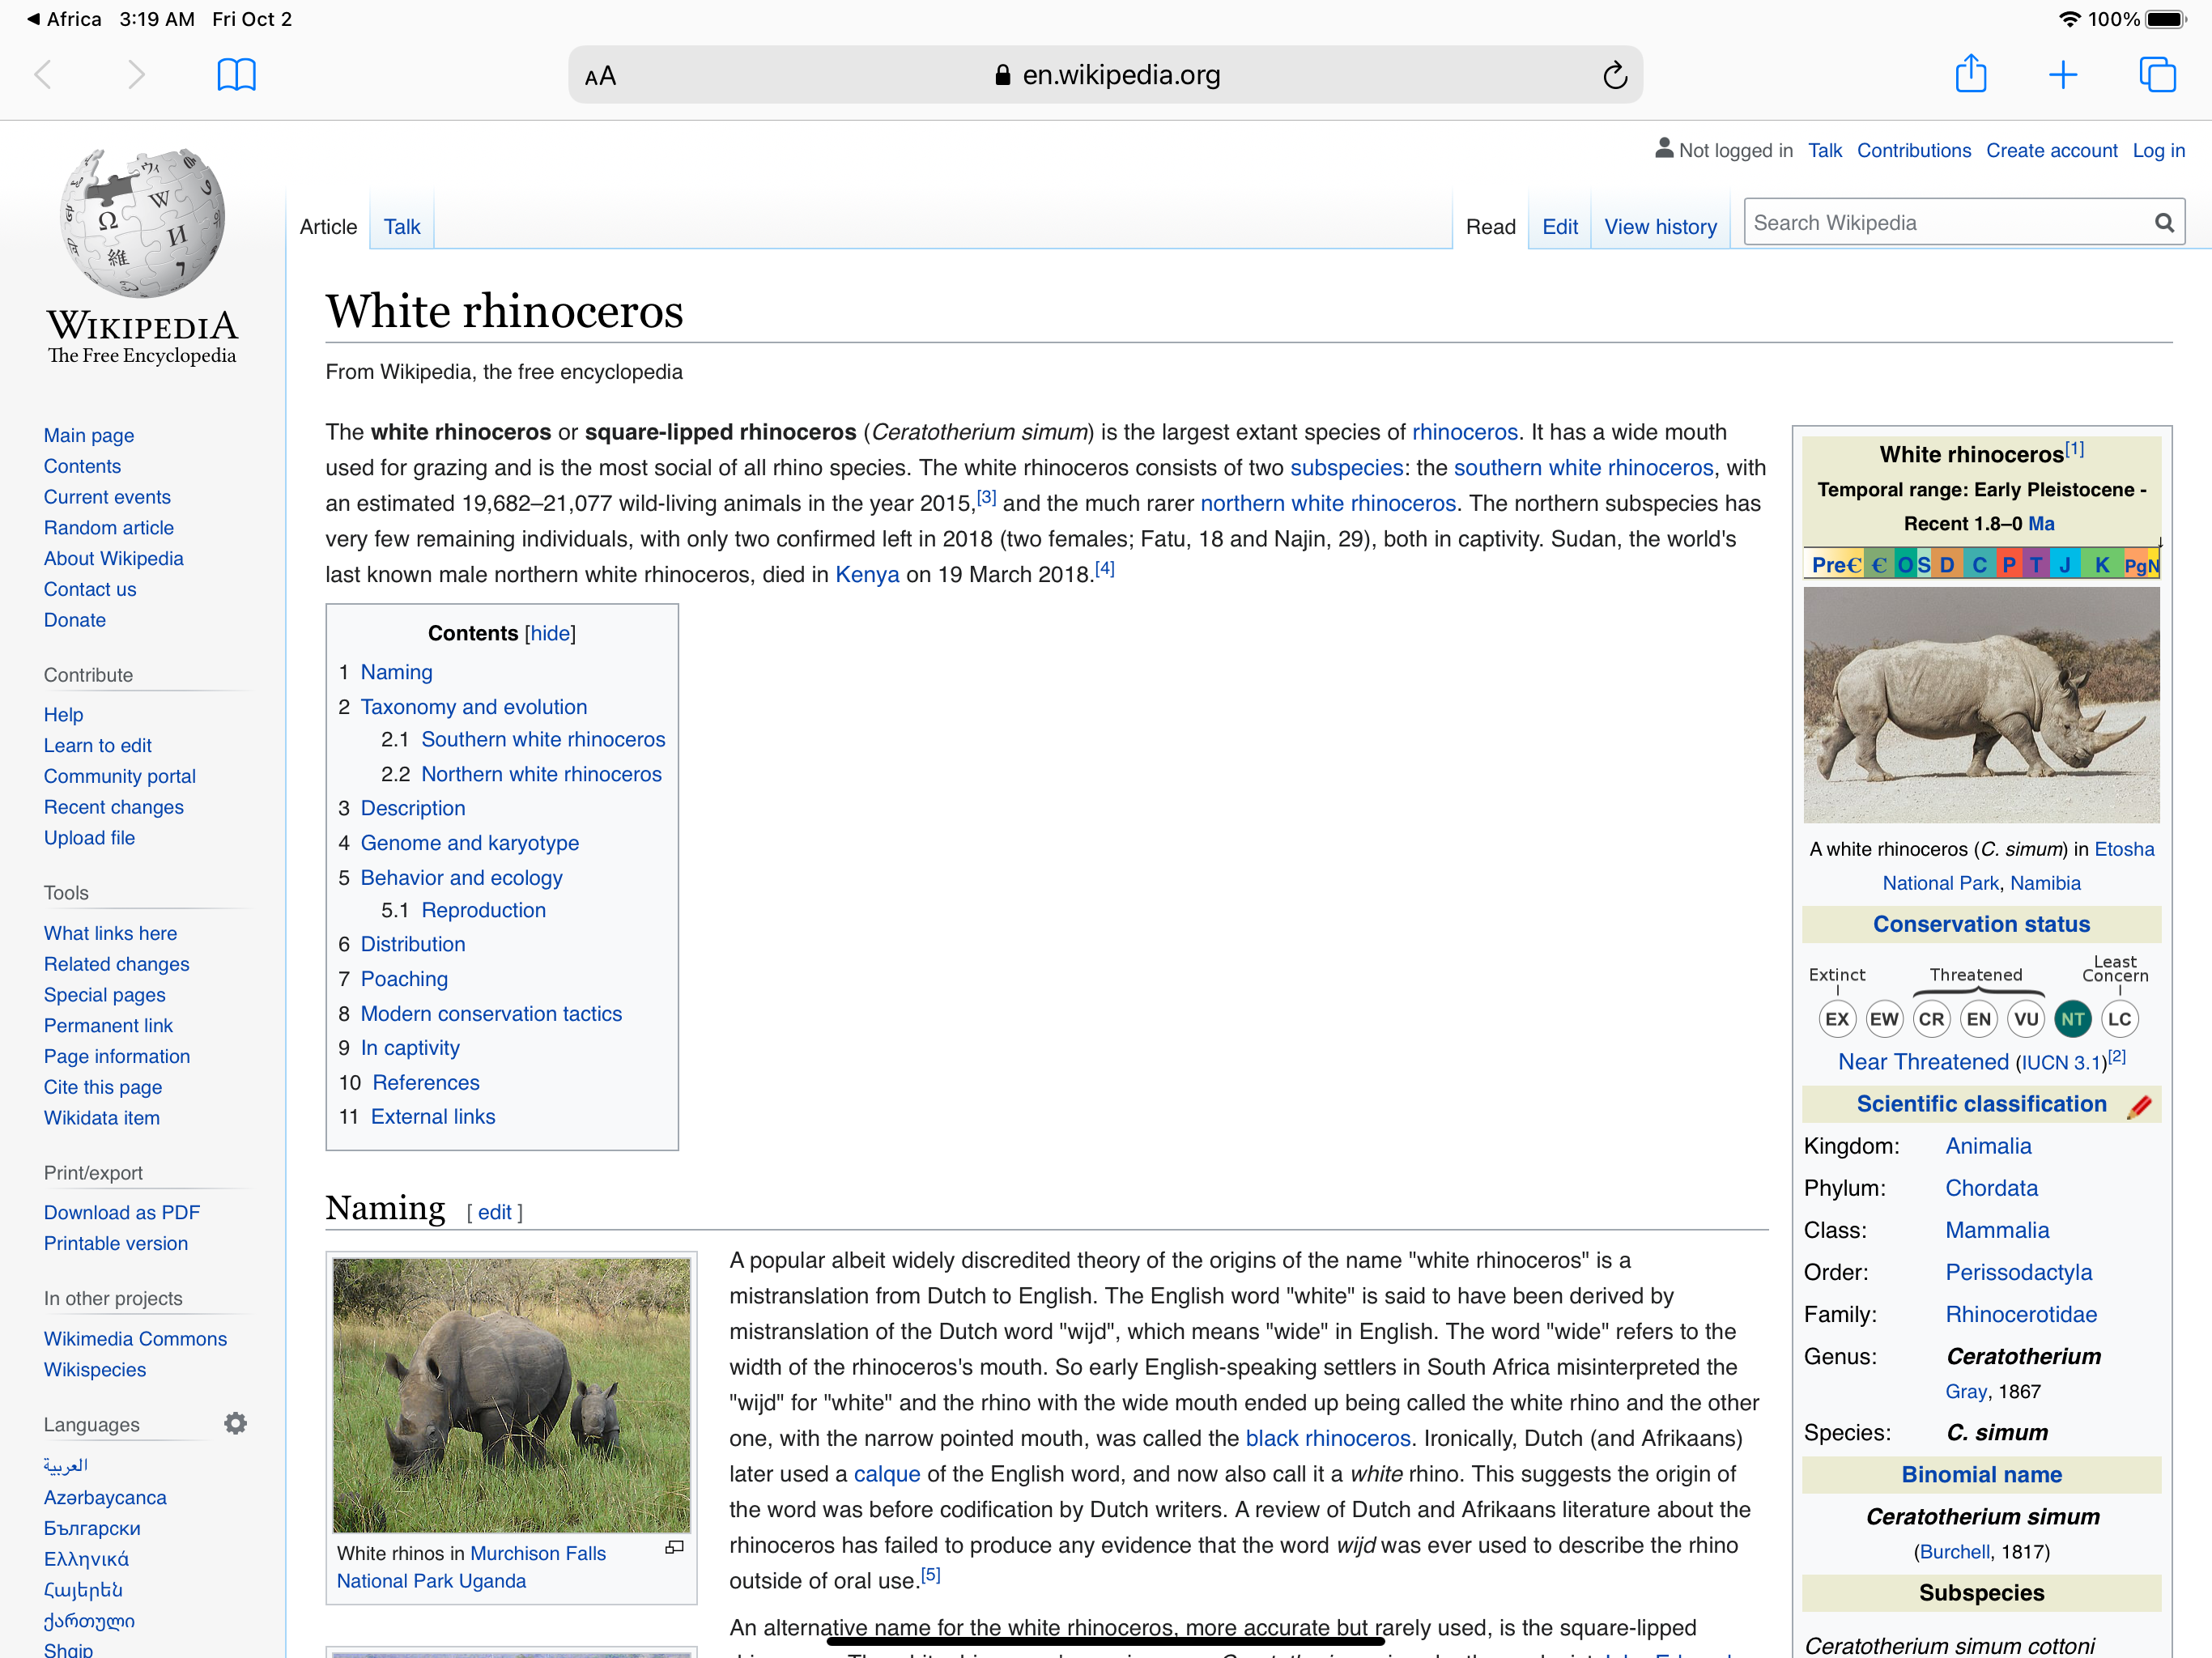 Africa 3:19 AM Fri Oct 2
100%
AA
en.wikipedia.org
Not logged in Talk Contributions Create account Log in
Article Talk
Read Edit View history
Search Wikipedia
WIKIPEDIA
The Free Encyclopedia
Main page
Contents
Current events
Random article
About Wikipedia
Contact us
Donate
Contribute
Help
Learn to edit
Community portal
Recent changes
Upload file
Tools
What links here
Related changes
Special pages
Permanent link
Page information
Cite this page
Wikidata item
Print/export
Download as PDF
Printable version
In other projects
Wikimedia Commons
Wikispecies
Languages
العربية
Azərbaycanca
Български
Ελληνικά
Հայերեն
ქართული
Shqip
White rhinoceros
From Wikipedia, the free encyclopedia
The white rhinoceros or square-lipped rhinoceros (Ceratotherium simum) is the largest extant species of rhinoceros. It has a wide mouth
used for grazing and is the most social of all rhino species. The white rhinoceros consists of two subspecies: the southern white rhinoceros, with
an estimated 19,682–21,077 wild-living animals in the year 2015,[3] and the much rarer northern white rhinoceros. The northern subspecies has
very few remaining individuals, with only two confirmed left in 2018 (two females; Fatu, 18 and Najin, 29), both in captivity. Sudan, the world's
last known male northern white rhinoceros, died in Kenya on 19 March 2018.[4]
Contents [hide]
1 Naming
2 Taxonomy and evolution
2.1 Southern white rhinoceros
2.2 Northern white rhinoceros
3 Description
4 Genome and karyotype
5 Behavior and ecology
5.1 Reproduction
6 Distribution
7 Poaching
8 Modern conservation tactics
9 In captivity
10 References
11 External links
Naming [ edit ]
White rhinos in Murchison Falls
National Park Uganda
A popular albeit widely discredited theory of the origins of the name "white rhinoceros" is a
mistranslation from Dutch to English. The English word "white" is said to have been derived by
mistranslation of the Dutch word "wijd", which means "wide" in English. The word "wide" refers to the
width of the rhinoceros's mouth. So early English-speaking settlers in South Africa misinterpreted the
"wijd" for "white" and the rhino with the wide mouth ended up being called the white rhino and the other
one, with the narrow pointed mouth, was called the black rhinoceros. Ironically, Dutch (and Afrikaans)
later used a calque of the English word, and now also call it a white rhino. This suggests the origin of
the word was before codification by Dutch writers. A review of Dutch and Afrikaans literature about the
rhinoceros has failed to produce any evidence that the word wijd was ever used to describe the rhino
outside of oral use.[5]
An alternative name for the white rhinoceros, more accurate but rarely used, is the square-lipped
White rhinoceros[1]
Temporal range: Early Pleistocene -
Recent 1.8–0 Ma
PreЄ Є O S D C P T J K Pg N
A white rhinoceros (C. simum) in Etosha
National Park, Namibia
Conservation status
Extinct Threatened Least
Concern
EX EW CR EN VU NT LC
Near Threatened (IUCN 3.1)[2]
Scientific classification
Kingdom: Animalia
Phylum: Chordata
Class: Mammalia
Order: Perissodactyla
Family: Rhinocerotidae
Genus: Ceratotherium
Gray, 1867
Species: C. simum
Binomial name
Ceratotherium simum
(Burchell, 1817)
Subspecies
Ceratotherium simum cottoni